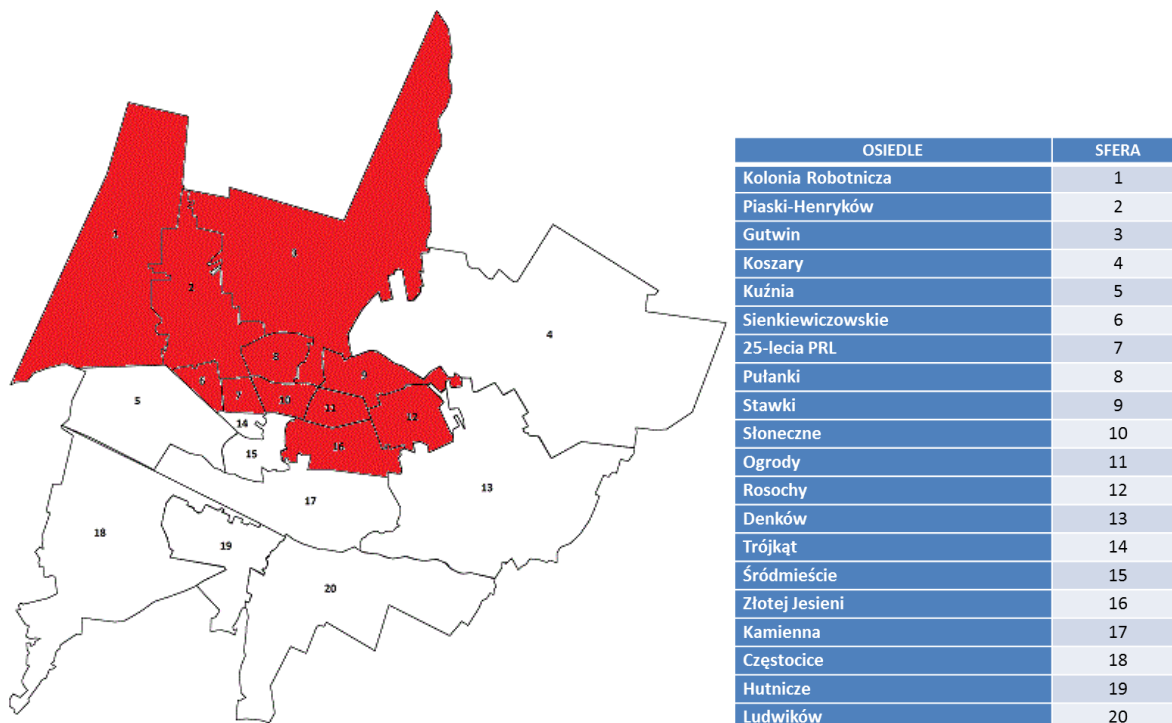 1
2
4
5
10
11
12
14
16
15
13
17
18
19
20
OSIEDLE SFERA
Kolonia Robotnicza 1
Piaski-Henryków 2
Gutwin 3
Koszary 4
Kuźnia 5
Sienkiewiczowskie 6
25-lecia PRL 7
Pułanki 8
Stawki 9
Słoneczne 10
Ogrody 11
Rosochy 12
Denków 13
Trójkąt 14
Śródmieście 15
Złotej Jesieni 16
Kamienna 17
Częstocice 18
Hutnicze 19
Ludwików 20